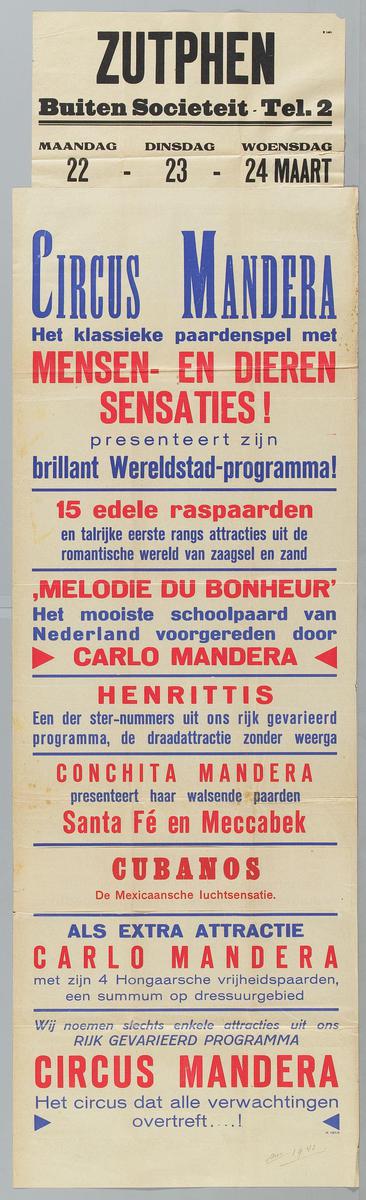 ZUTPHEN
Buiten Societeit - Tel. 2
MAANDAG DINSDAG WOENSDAG
22 - 23 - 24 MAART
CIRCUS MANDERA
Het klassieke paardenspel met
MENSEN- EN DIEREN
SENSATIES!
presenteert zijn
brillant Wereldstad-programma!
15 edele raspaarden
en talrijke eerste rangs attracties uit de
romantische wereld van zaagsel en zand
‚MELODIE DU BONHEUR’
Het mooiste schoolpaard van
Nederland voorgereden door
CARLO MANDERA
HENRITTIS
Een der ster-nummers uit ons rijk gevarieerd
programma, de draadattractie zonder weerga
CONCHITA MANDERA
presenteert haar walsende paarden
Santa Fé en Meccabek
CUBANOS
De Mexicaansche luchtsensatie.
ALS EXTRA ATTRACTIE
CARLO MANDERA
met zijn 4 Hongaarsche vrijheidspaarden,
een summum op dressuurgebied
Wij noemen slechts enkele attracties uit ons
RIJK GEVARIEERD PROGRAMMA
CIRCUS MANDERA
Het circus dat alle verwachtingen
overtreft....!